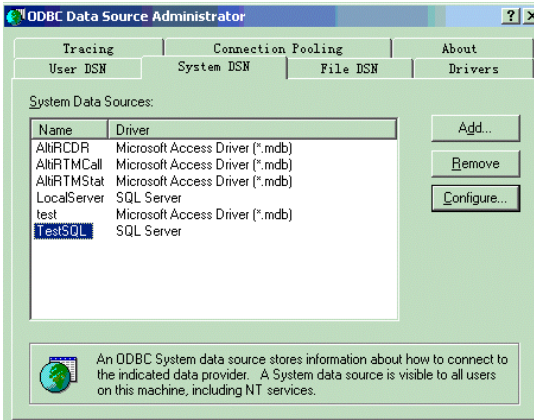 ODBC Data Source Administrator
Tracing Connection Pooling About
User DSN System DSN File DSN Drivers
System Data Sources:
Name Driver
AltiRCDR Microsoft Access Driver (*.mdb)
AltiRTMCall Microsoft Access Driver (*.mdb)
AltiRTMStat Microsoft Access Driver (*.mdb)
LocalServer SQL Server
test Microsoft Access Driver (*.mdb)
TestSQL SQL Server
Add...
Remove
Configure...
An ODBC System data source stores information about how to connect to
the indicated data provider. A System data source is visible to all users
on this machine, including NT services.